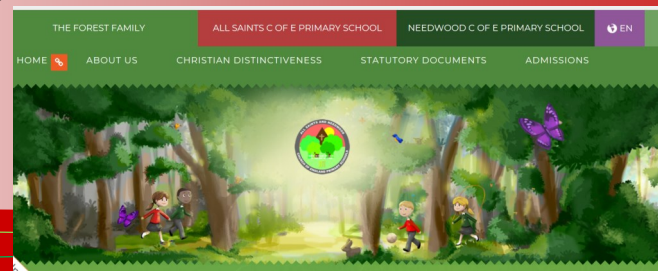 THE FOREST FAMILY ALL SAINTS C OF E PRIMARY SCHOOL NEEDWOOD C OF E PRIMARY SCHOOL EN
HOME ABOUT US CHRISTIAN DISTINCTIVENESS STATUTORY DOCUMENTS ADMISSIONS